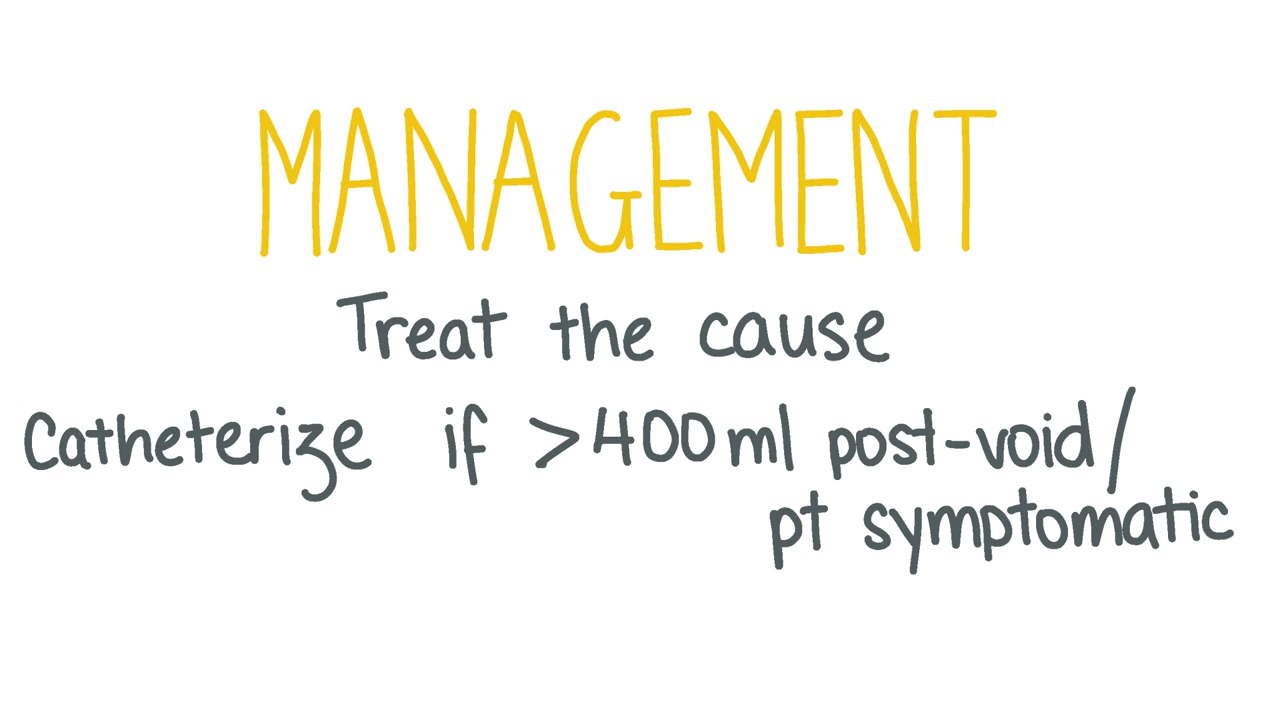 MANAGEMENT
Treat the cause
Catheterize if >400ml post-void/
pt symptomatic